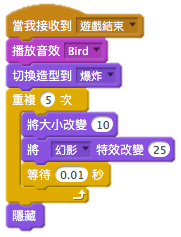 當我接收到 遊戲結束
播放音效 Bird
切換造型到 爆炸
重複 5 次
將大小改變 10
將 幻影 特效改變 25
等待 0.01 秒
隱藏